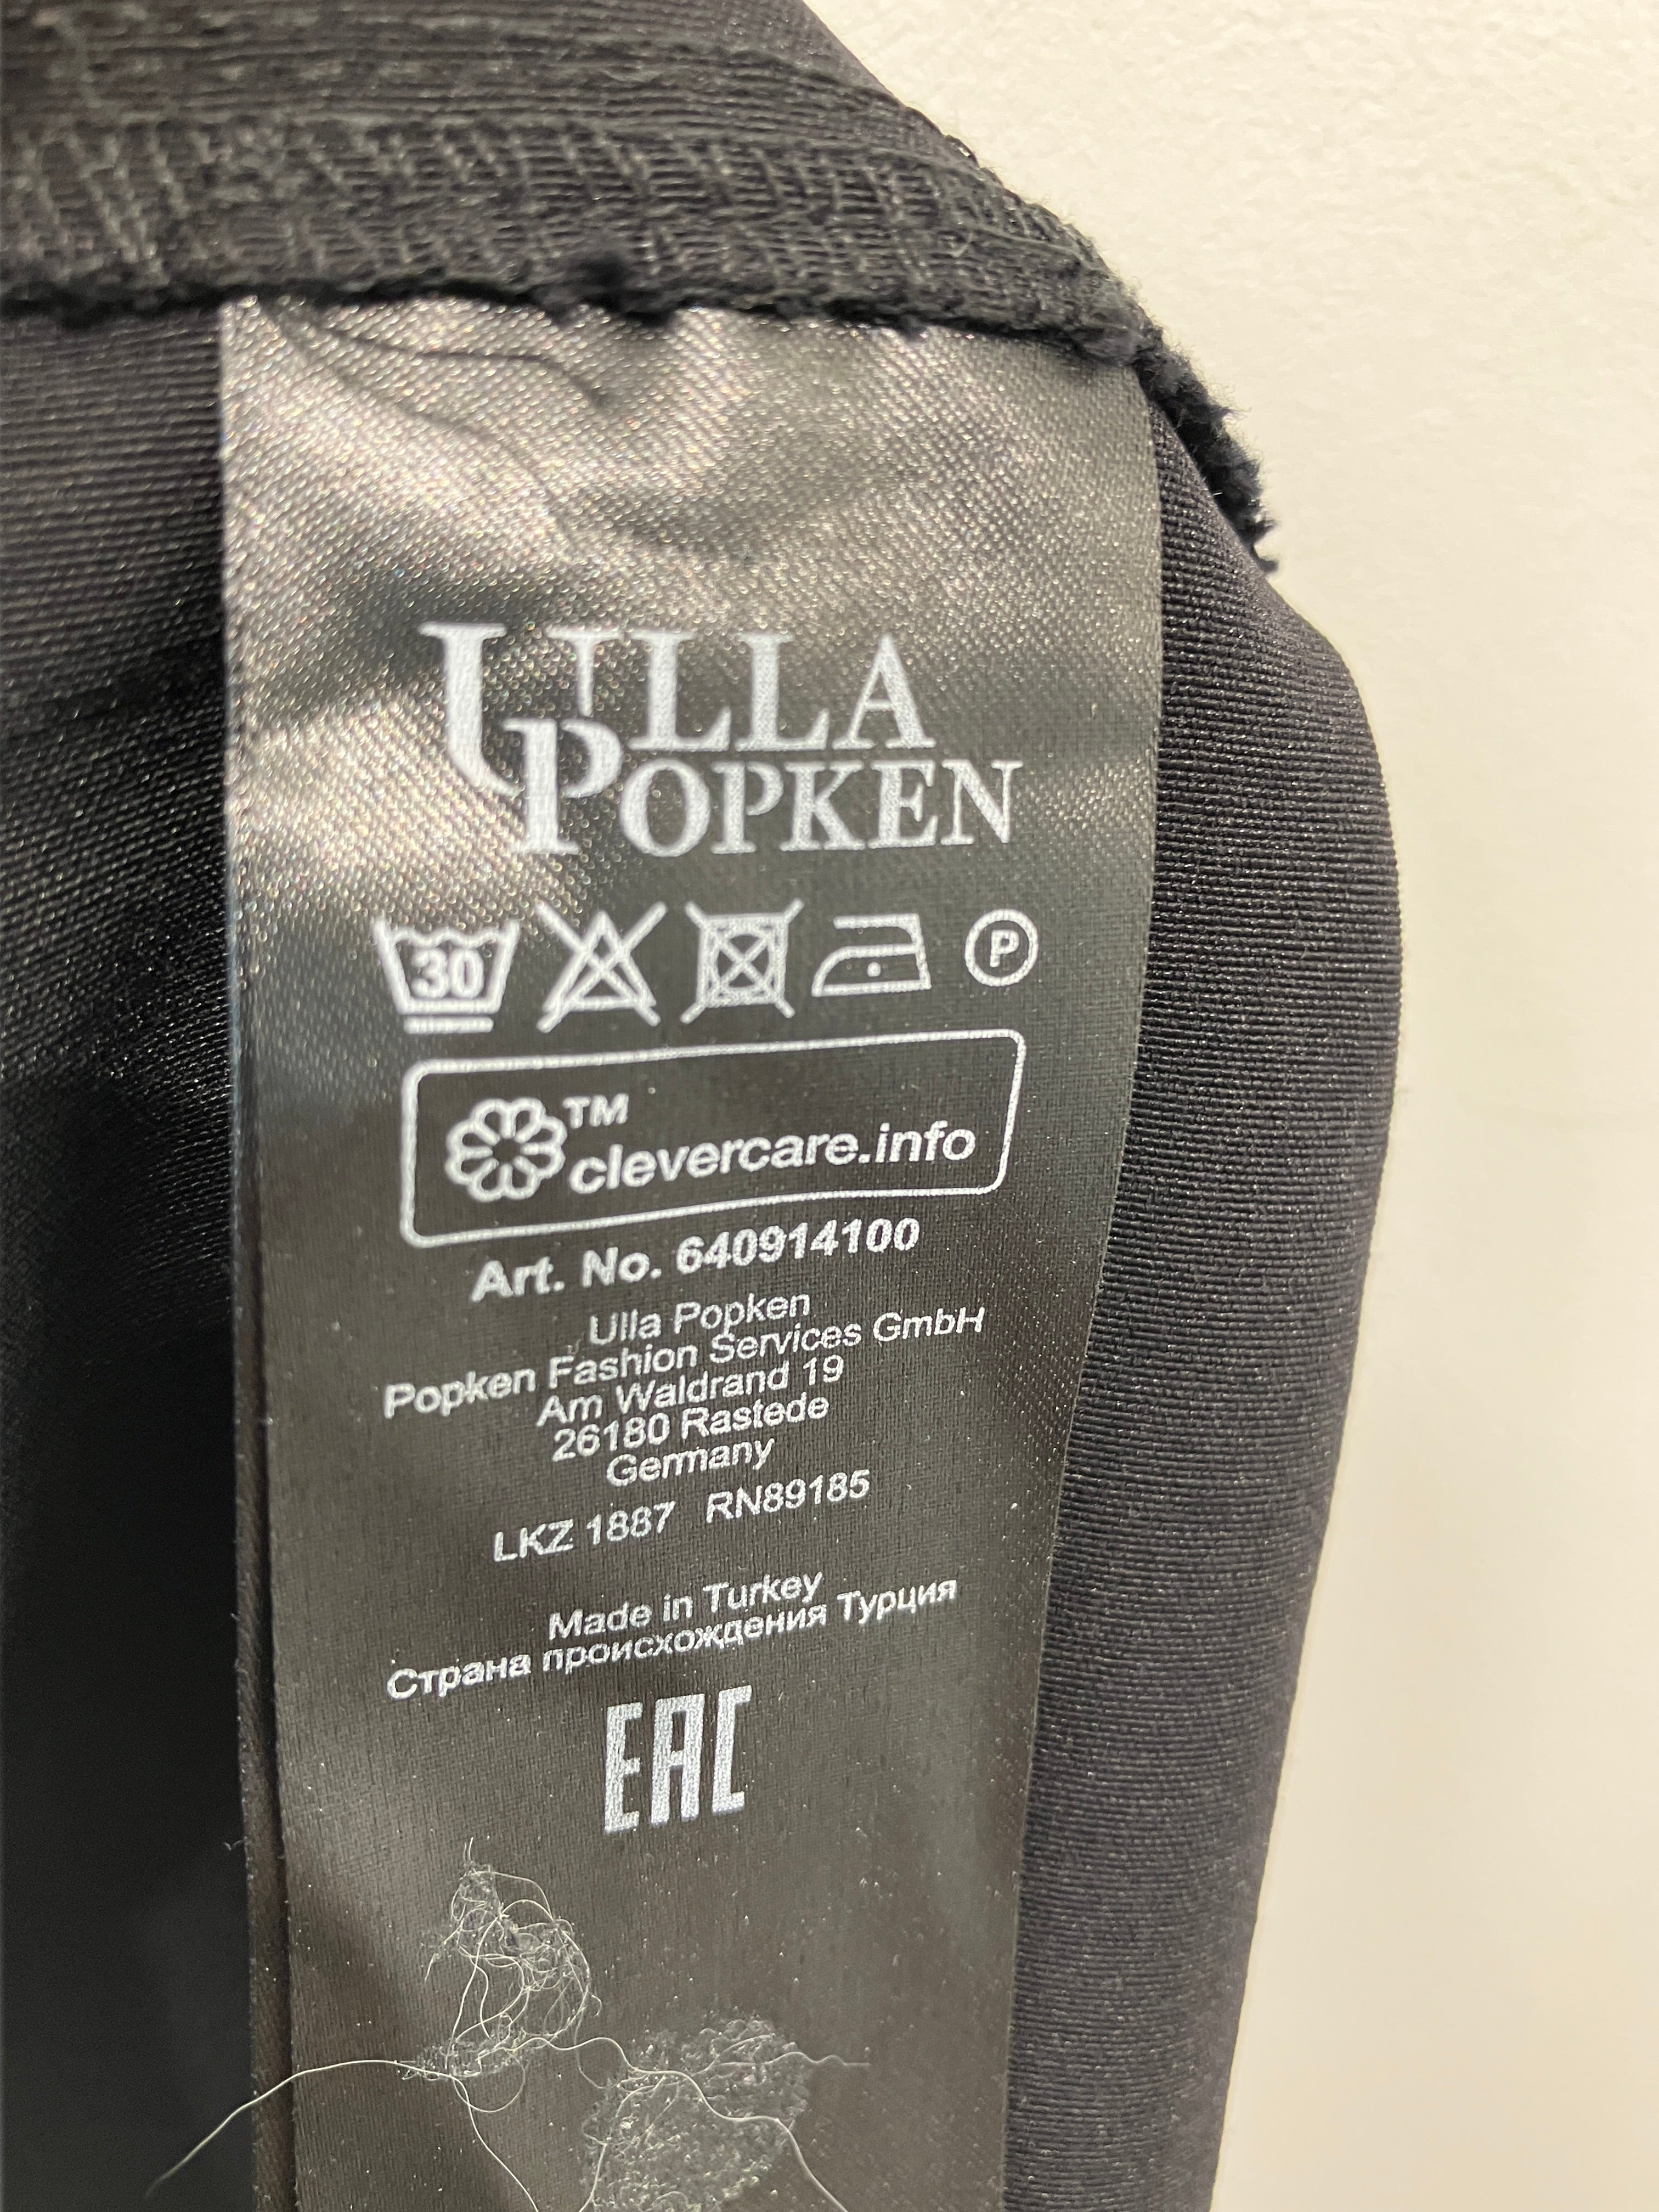 ULLA
POPKEN
30
P
TM
clevercare.info
Art. No. 640914100
Ulla Popken
Popken Fashion Services GmbH
Am Waldrand 19
26180 Rastede
Germany
LKZ 1887 RN89185
Made in Turkey
Страна происхождения Турция
EAC